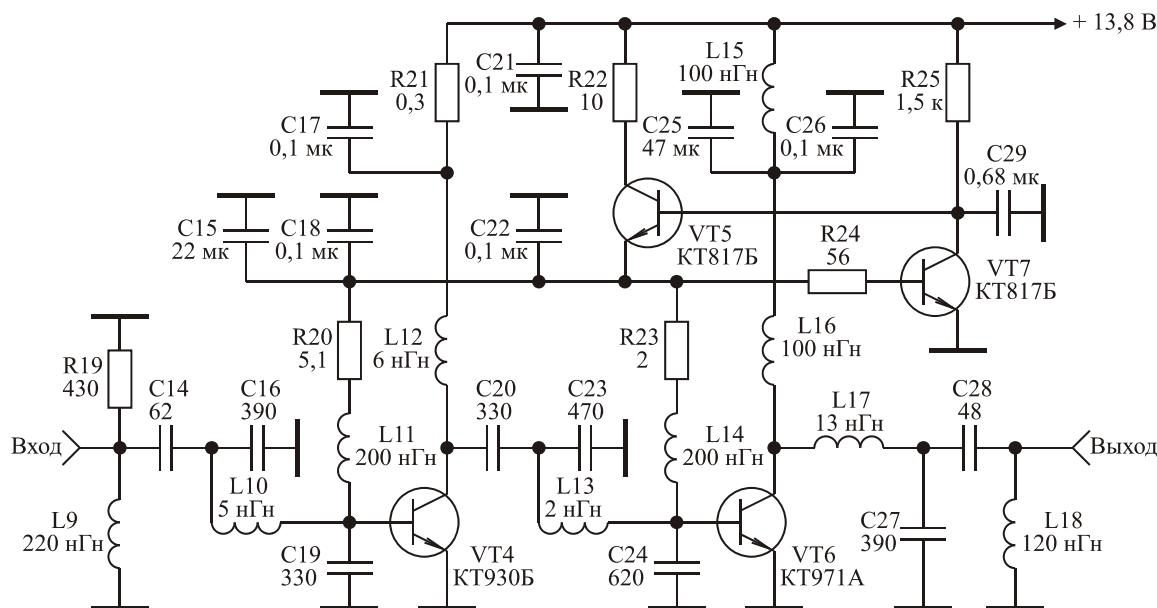 + 13,8 В
R21
0,3
C21
0,1 мк
R22
10
L15
100 нГн
R25
1,5 к
C17
0,1 мк
C25
47 мк
C26
0,1 мк
C29
0,68 мк
C15
22 мк
C18
0,1 мк
C22
0,1 мк
VT5
КТ817Б
R24
56
VT7
КТ817Б
R19
430
R20
5,1
L12
6 нГн
R23
2
L16
100 нГн
C14
62
C16
390
C20
330
C23
470
L17
13 нГн
C28
48
Вход
L11
200 нГн
L14
200 нГн
Выход
L10
5 нГн
L13
2 нГн
L9
220 нГн
C19
330
VT4
КТ930Б
C24
620
VT6
КТ971А
C27
390
L18
120 нГн